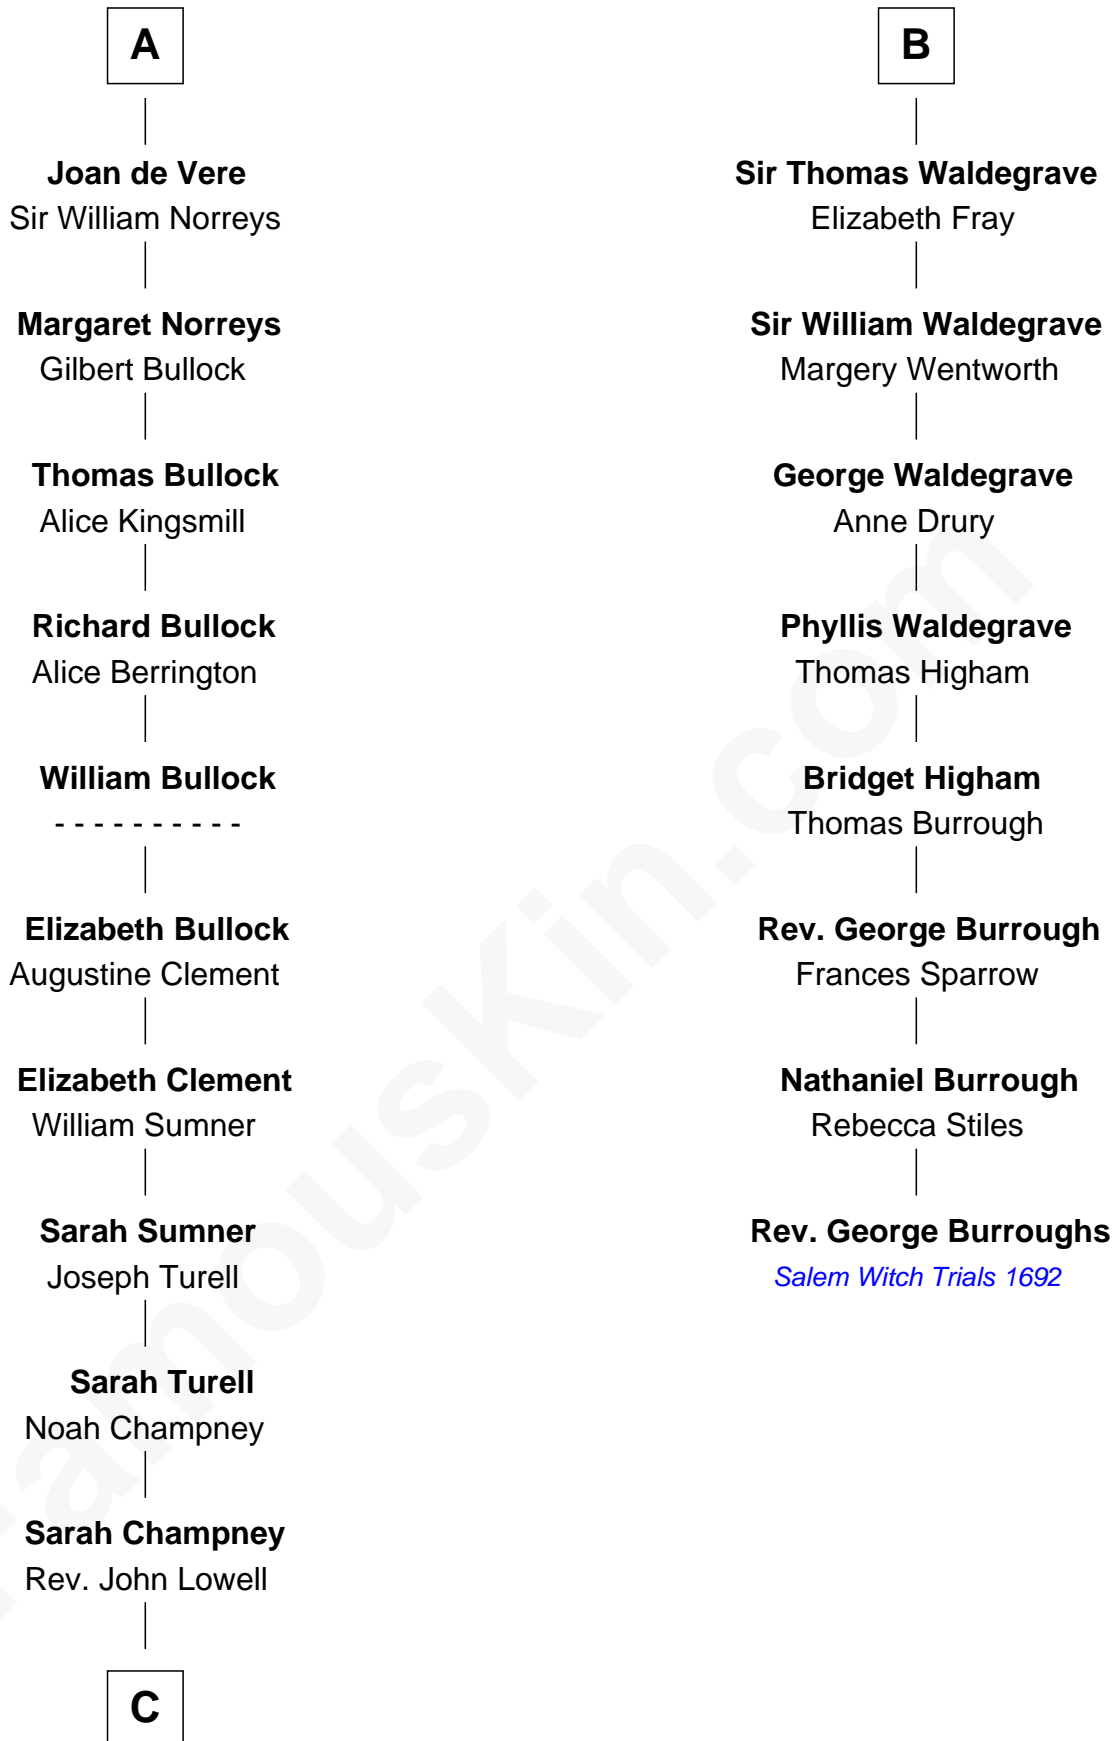 A
Joan de Vere
Sir William Norreys
Margaret Norreys
Gilbert Bullock
Thomas Bullock
Alice Kingsmill
Richard Bullock
Alice Berrington
William Bullock
- - - - - - - - - -
Elizabeth Bullock
Augustine Clement
Elizabeth Clement
William Sumner
Sarah Sumner
Joseph Turell
Sarah Turell
Noah Champney
Sarah Champney
Rev. John Lowell
C
B
Sir Thomas Waldegrave
Elizabeth Fray
Sir William Waldegrave
Margery Wentworth
George Waldegrave
Anne Drury
Phyllis Waldegrave
Thomas Higham
Bridget Higham
Thomas Burrough
Rev. George Burrough
Frances Sparrow
Nathaniel Burrough
Rebecca Stiles
Rev. George Burroughs
Salem Witch Trials 1692
FamousKin.com